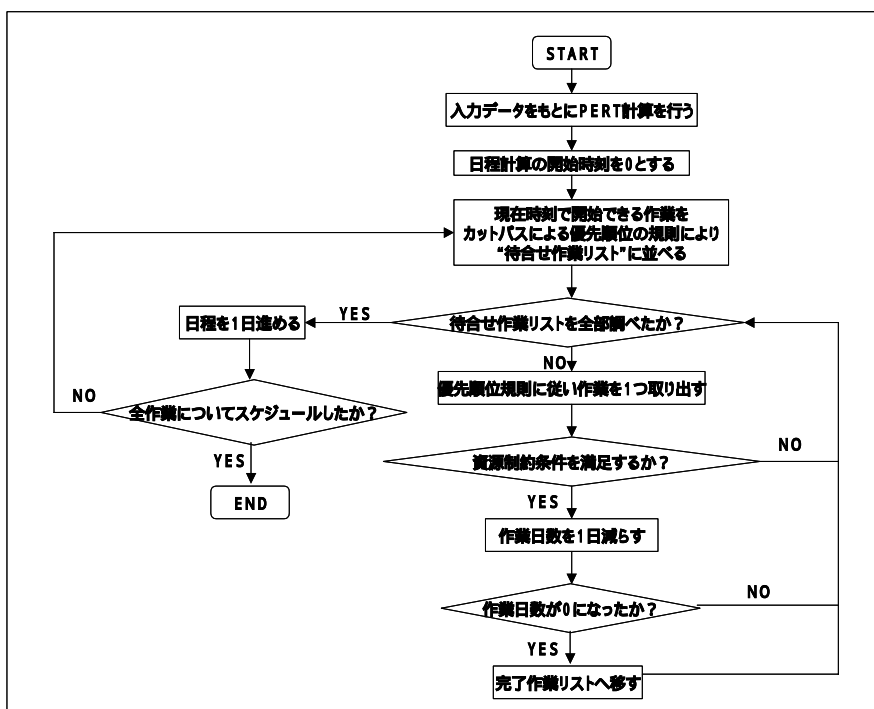 START
入力データをもとにPERT計算を行う
日程計算の開始時刻を0とする
現在時刻で開始できる作業を
カットパスによる優先順位の規則により
“待合せ作業リスト”に並べる
待合せ作業リストを全部調べたか？
YES
日程を1日進める
NO
優先順位規則に従い作業を1つ取り出す
NO
全作業についてスケジュールしたか？
YES
END
資源制約条件を満足するか？
NO
YES
作業日数を1日減らす
作業日数が0になったか？
NO
YES
完了作業リストへ移す